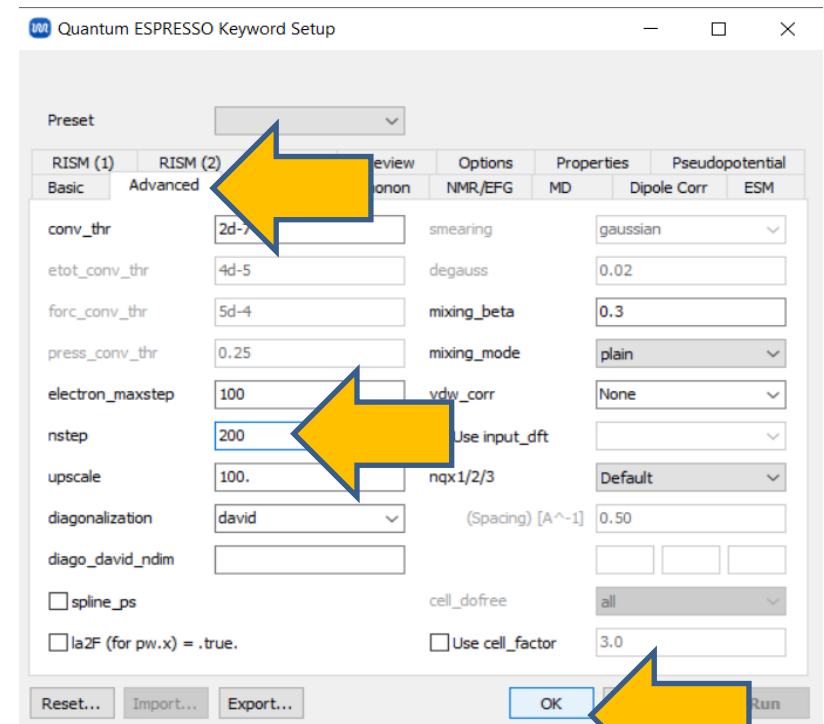 Quantum ESPRESSO Keyword Setup
Preset
RISM (1) RISM (2) Options Properties Pseudopotential
Basic Advanced NMR/EFG MD Dipole Corr ESM
conv_thr 2d-7 smearing gaussian
etot_conv_thr 4d-5 degauss 0.02
forc_conv_thr 5d-4 mixing_beta 0.3
press_conv_thr 0.25 mixing_mode plain
electron_maxstep 100 vdw_corr None
nstep 200 Use input_dft
upscale 100. nqx1/2/3 Default
diagonalization david (Spacing) [A^-1] 0.50
diago_david_ndim
spline_ps cell_dofree all
la2F (for pw.x) = .true. Use cell_factor 3.0
Reset... Import... Export... OK Run